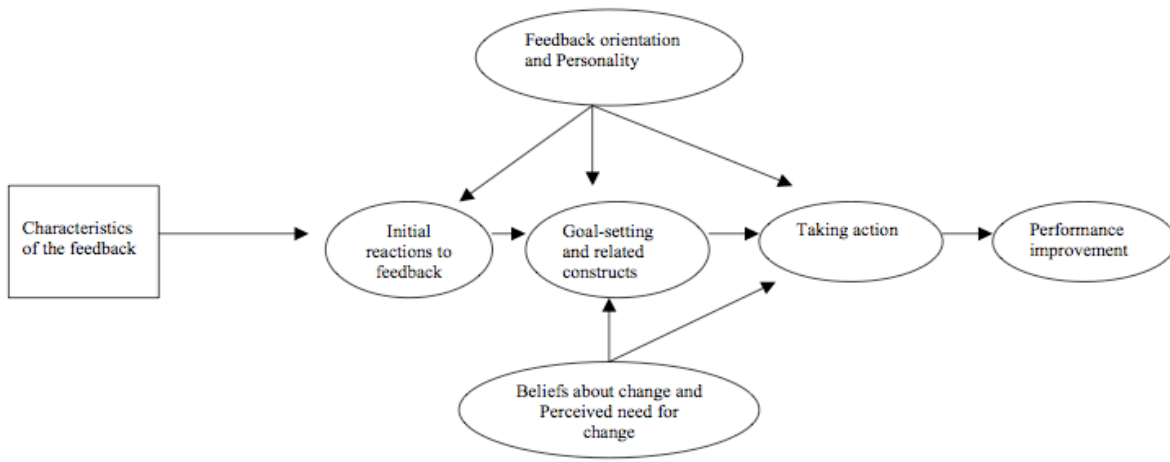 Feedback orientation
and Personality
Characteristics
of the feedback
Initial
reactions to
feedback
Goal-setting
and related
constructs
Taking action
Performance
improvement
Beliefs about change and
Perceived need for
change